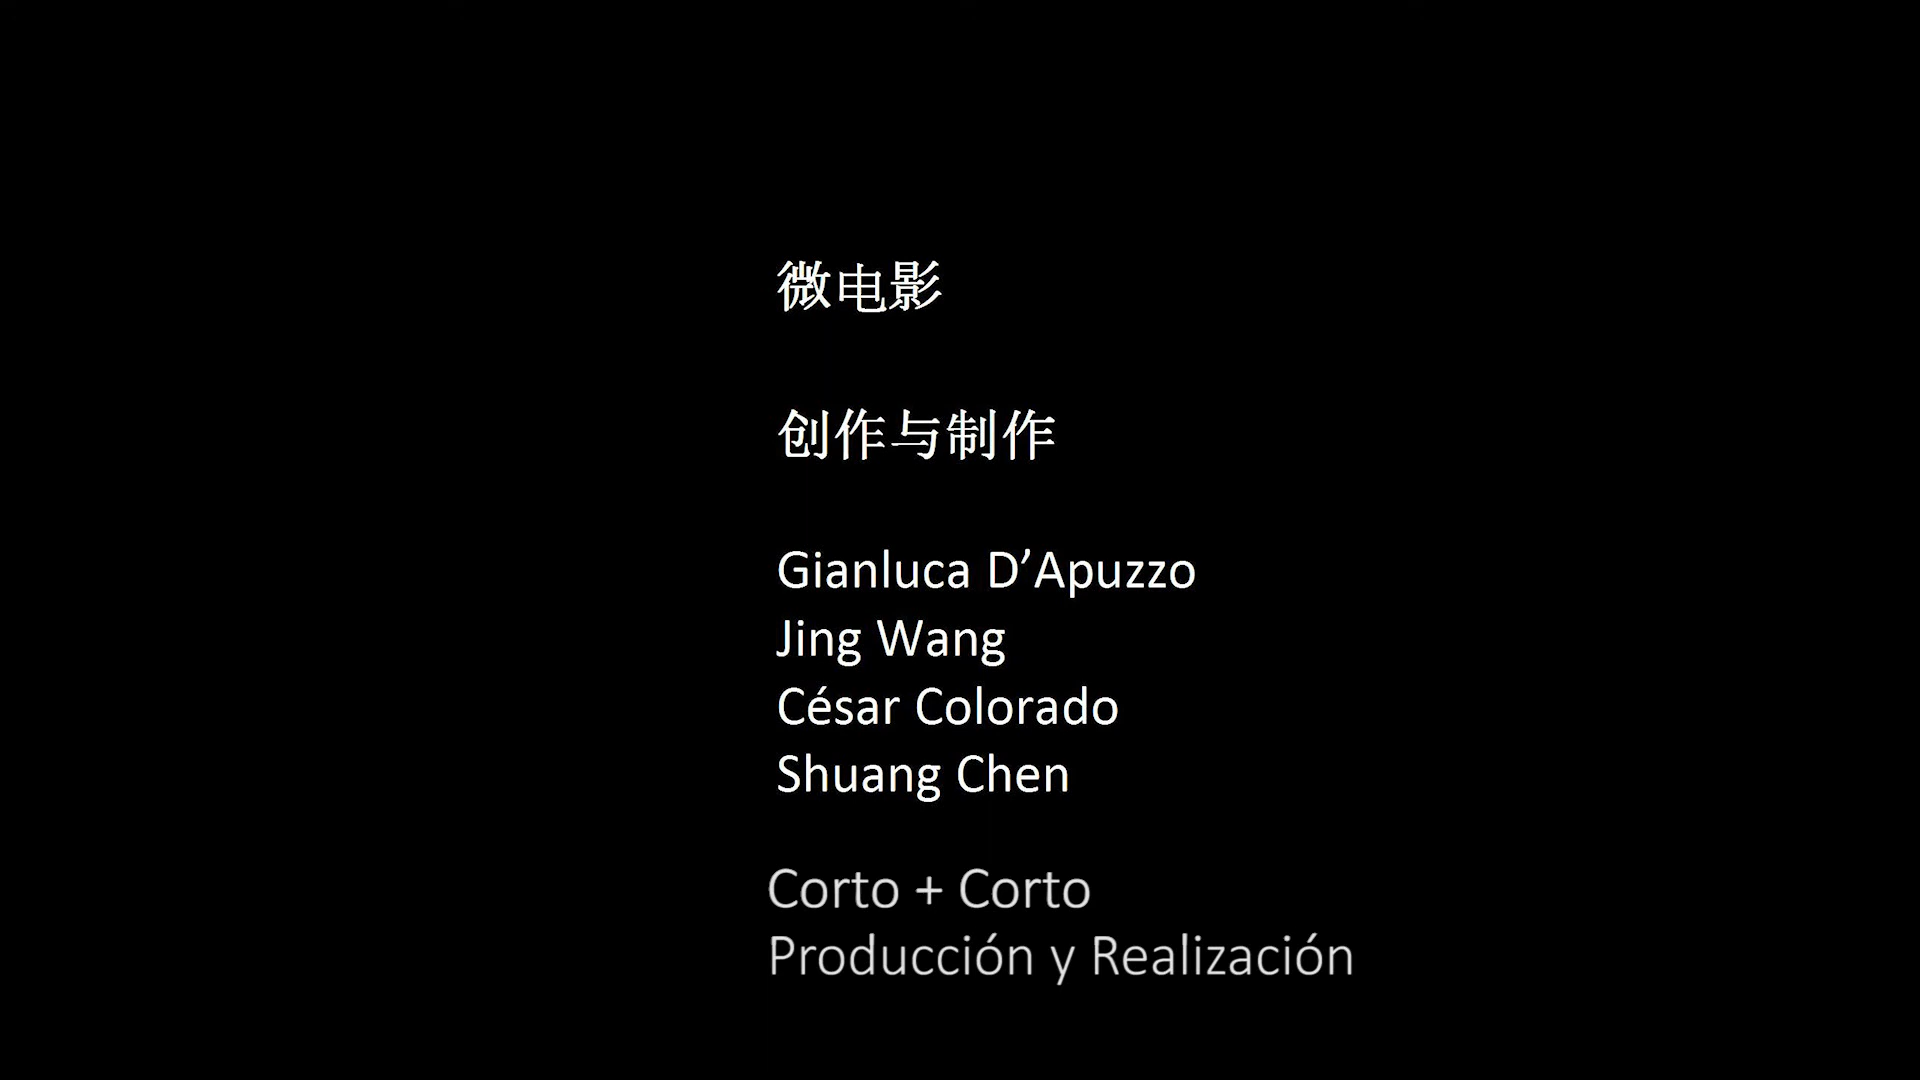 微电影
创作与制作
Gianluca D’Apuzzo
Jing Wang
César Colorado
Shuang Chen
Corto + Corto
Producción y Realización